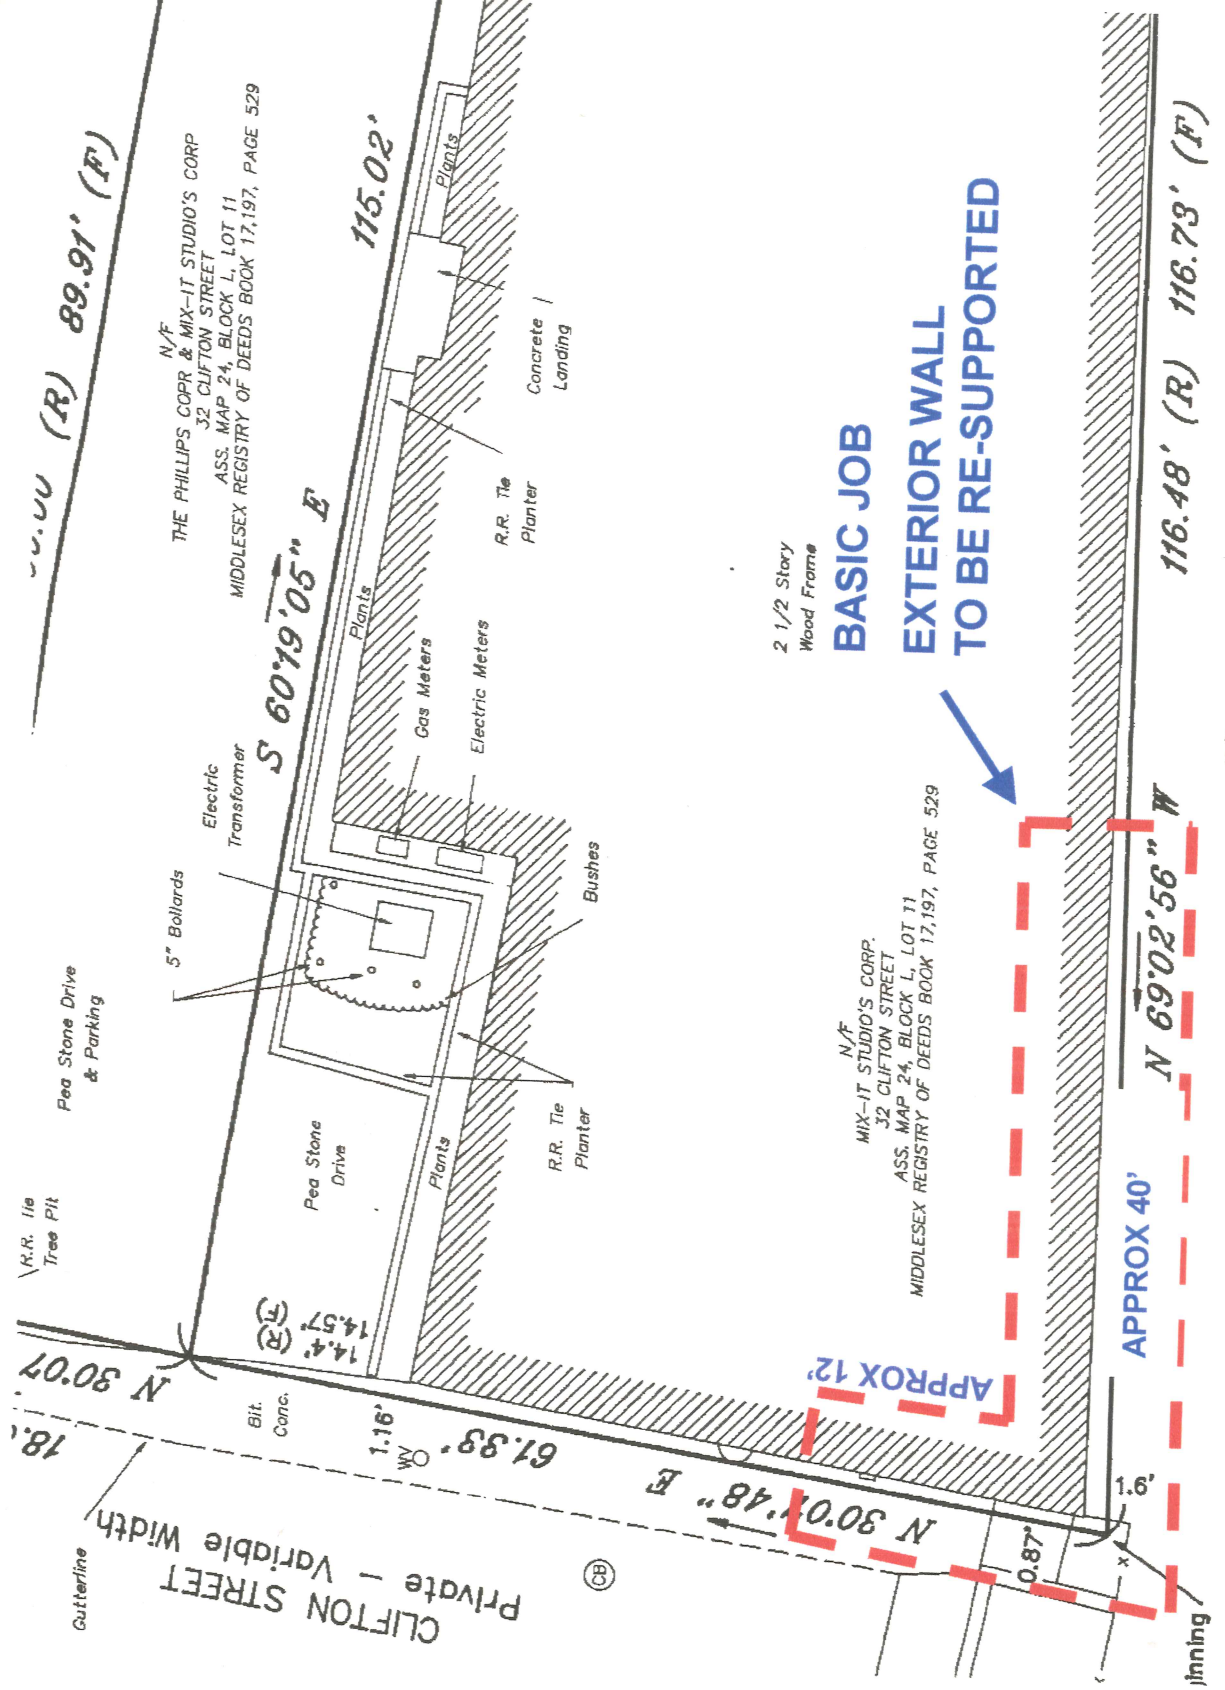 (R) 89.91' (F)
N/F
THE PHILLIPS COPR & MIX-IT STUDIO'S CORP
32 CLIFTON STREET
ASS. MAP 24, BLOCK L, LOT 11
MIDDLESEX REGISTRY OF DEEDS BOOK 17,197, PAGE 529
S 60°19'05" E
115.02'
Plants
Concrete
Landing
R.R. Tie
Planter
Plants
Gas Meters
Electric Meters
Electric
Transformer
5" Bollards
Bushes
Pea Stone Drive
& Parking
R.R. Tie
Tree Pit
Pea Stone
Drive
Plants
R.R. Tie
Planter
2 1/2 Story
Wood Frame
BASIC JOB
EXTERIOR WALL
TO BE RE-SUPPORTED
N/F
MIX-IT STUDIO'S CORP.
32 CLIFTON STREET
ASS. MAP 24, BLOCK L, LOT 11
MIDDLESEX REGISTRY OF DEEDS BOOK 17,197, PAGE 529
116.48' (R) 116.73' (F)
N 69°02'56" W
APPROX 40'
APPROX 12'
14.4' (R)
14.57' (F)
N 30°07
Bit.
Conc.
1.16'
WV
61.33'
N 30°07'48" E
0.87'
1.6'
x
CB
CLIFTON STREET
Private - Variable Width
Gutterline
18.
inning